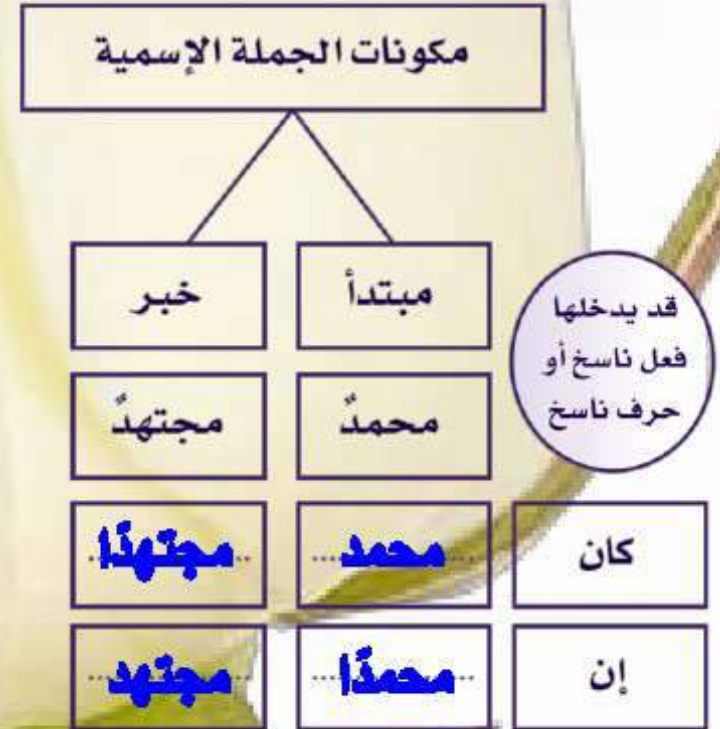 مكونات الجملة الإسمية
مبتدأ
خبر
قد يدخلها
فعل ناسخ أو
حرف ناسخ
محمدٌ
مجتهدٌ
كان
محمد
مجتهدًا
إن
محمدًا
مجتهد